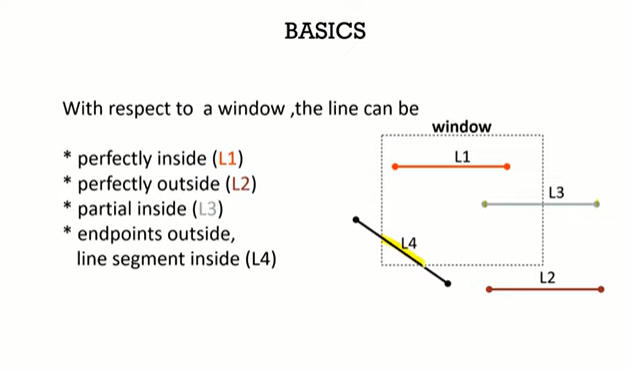 BASICS
With respect to a window ,the line can be
* perfectly inside (L1)
* perfectly outside (L2)
* partial inside (L3)
* endpoints outside,
line segment inside (L4)
window
L1
L3
L4
L2